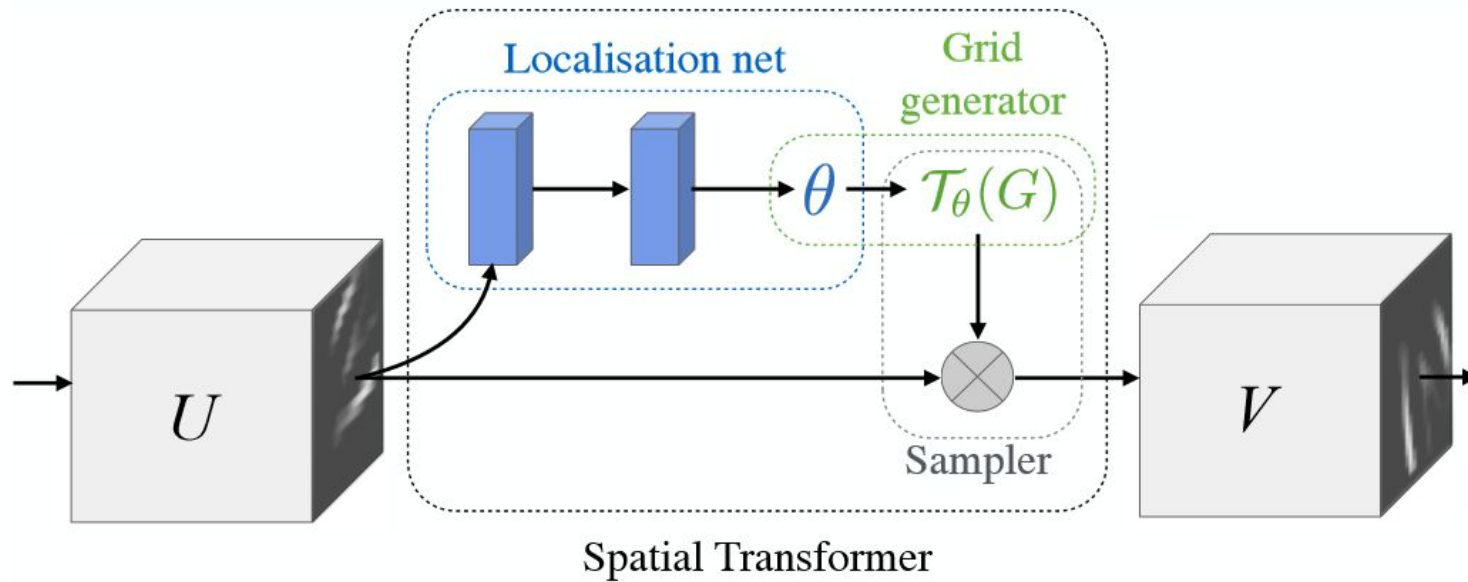 Localisation net
Grid
generator
θ
𝒯θ(G)
U
V
Sampler
Spatial Transformer